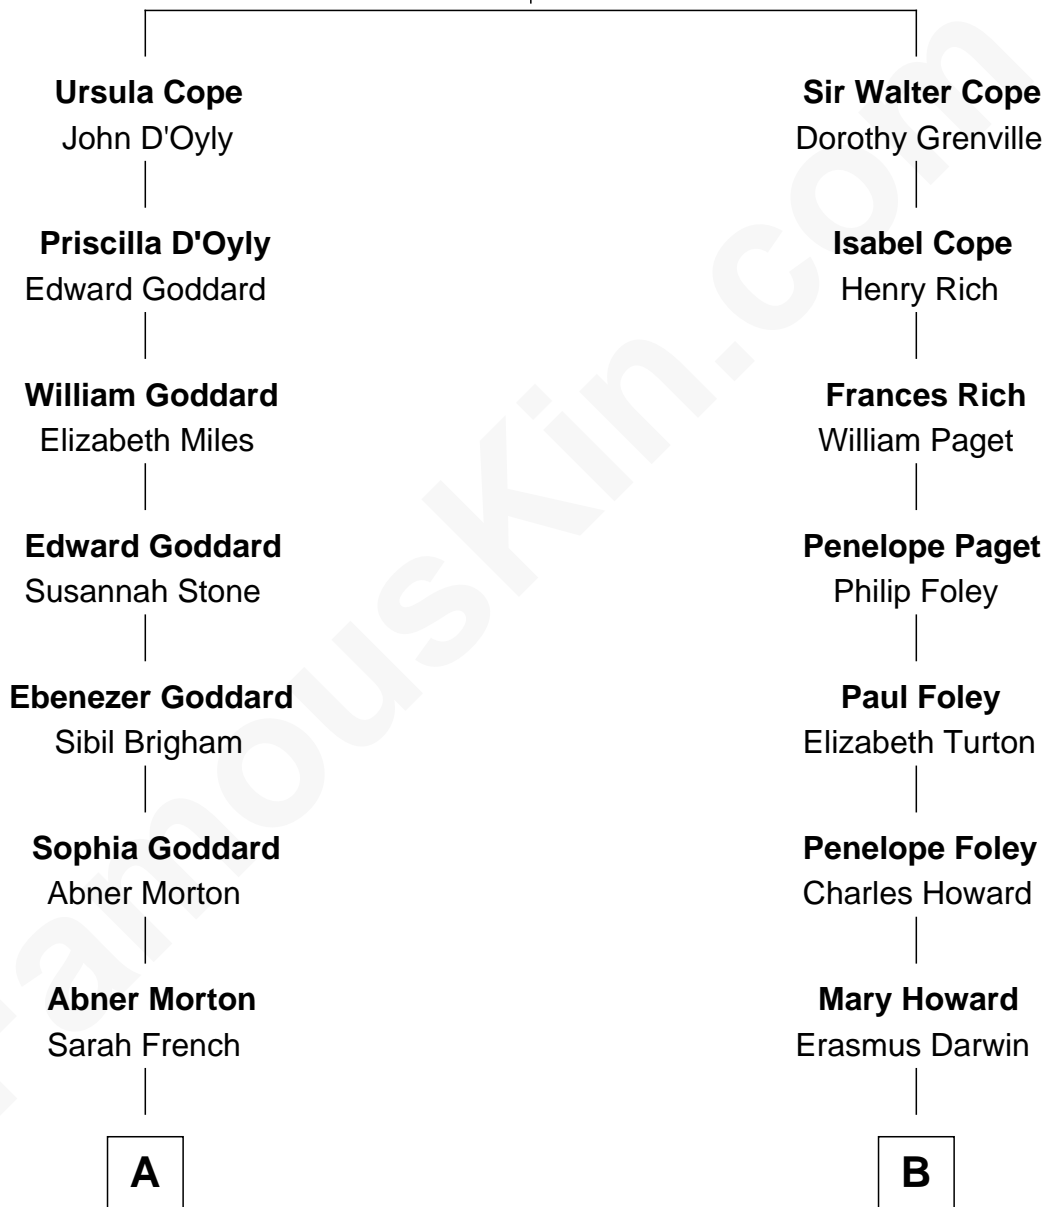 Ursula Cope
John D'Oyly
Priscilla D'Oyly
Edward Goddard
William Goddard
Elizabeth Miles
Edward Goddard
Susannah Stone
Ebenezer Goddard
Sibil Brigham
Sophia Goddard
Abner Morton
Abner Morton
Sarah French
A
Sir Walter Cope
Dorothy Grenville
Isabel Cope
Henry Rich
Frances Rich
William Paget
Penelope Paget
Philip Foley
Paul Foley
Elizabeth Turton
Penelope Foley
Charles Howard
Mary Howard
Erasmus Darwin
B
FamousKin.com